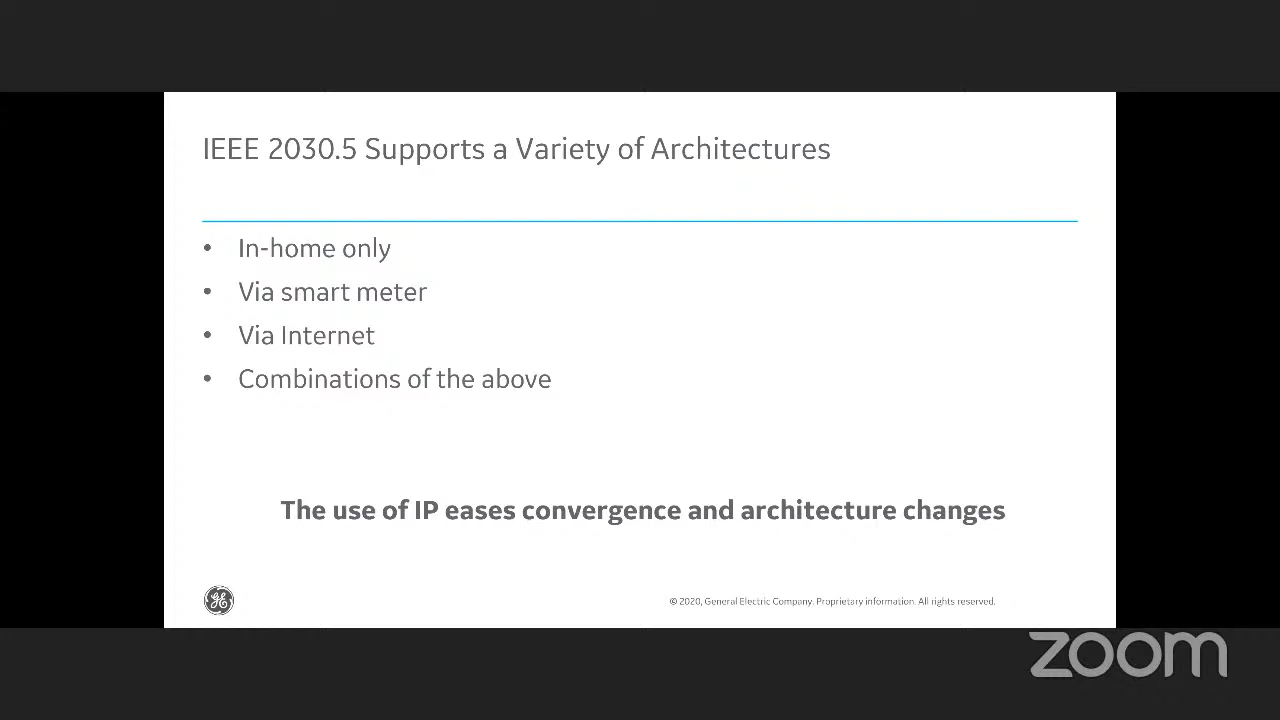 IEEE 2030.5 Supports a Variety of Architectures
• In-home only
• Via smart meter
• Via Internet
• Combinations of the above
The use of IP eases convergence and architecture changes
© 2020, General Electric Company. Proprietary information. All rights reserved.
zoom